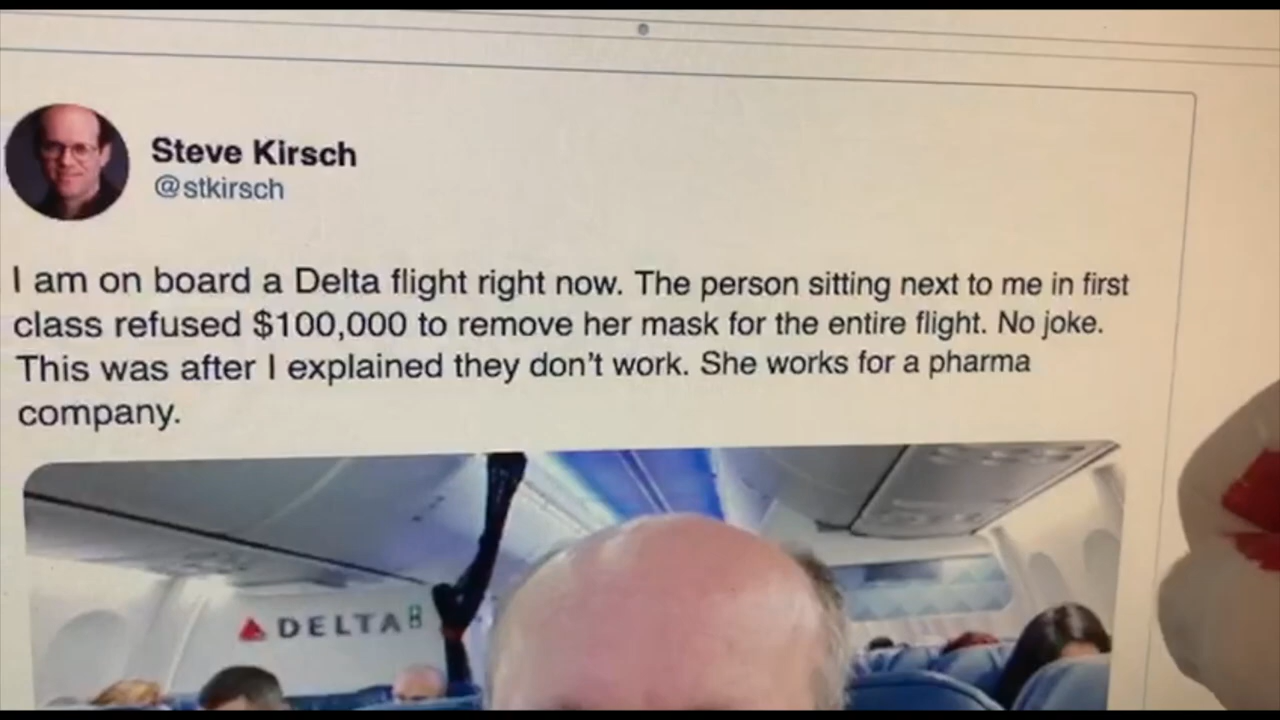 Steve Kirsch
@stkirsch
I am on board a Delta flight right now. The person sitting next to me in first
class refused $100,000 to remove her mask for the entire flight. No joke.
This was after I explained they don't work. She works for a pharma
company.
DELTA